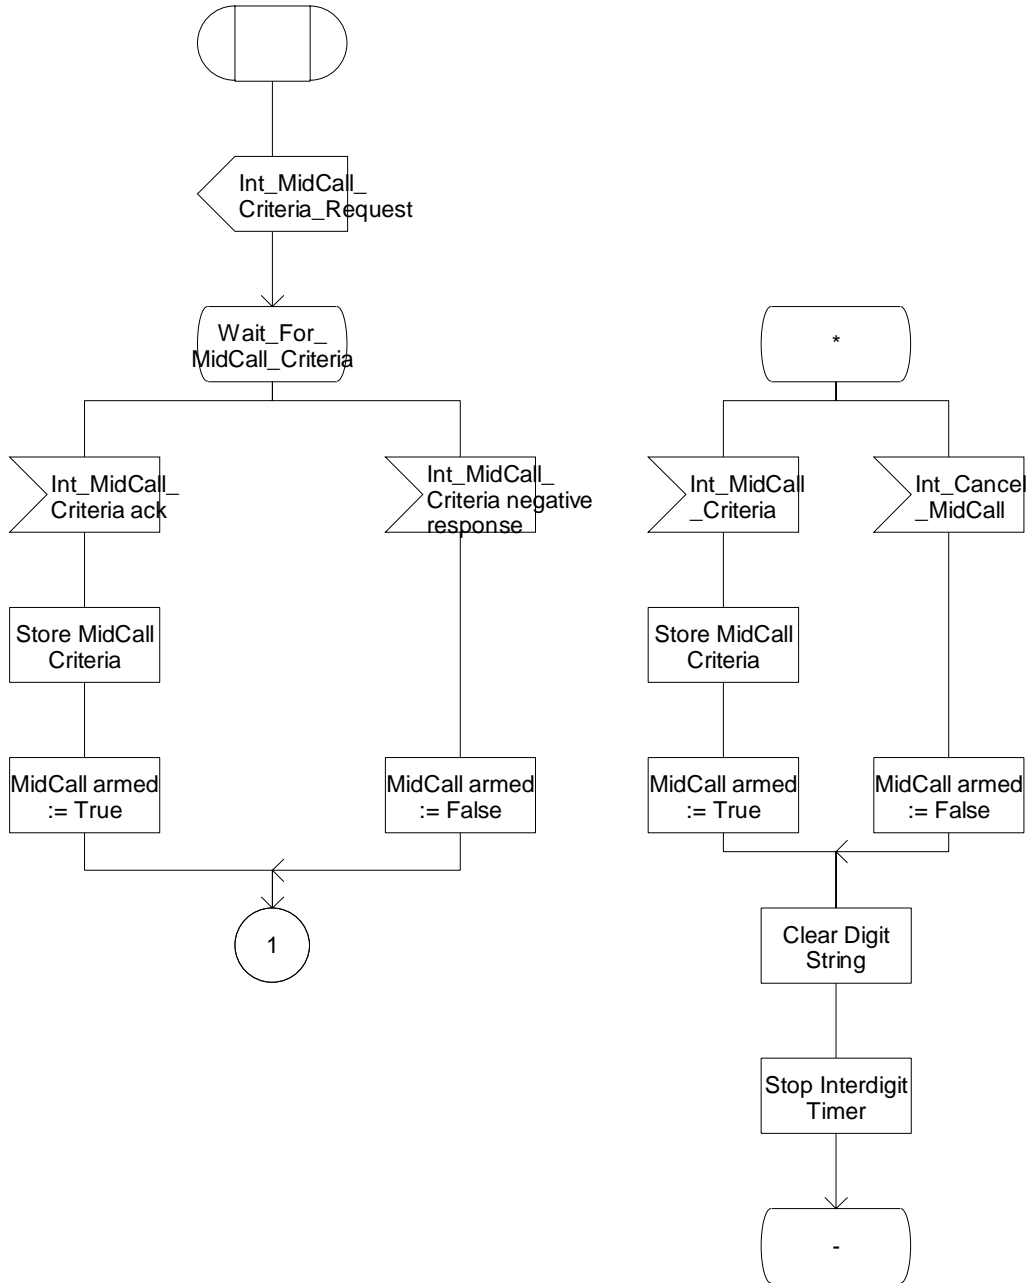 Int_MidCall_
Criteria_Request
Wait_For_
MidCall_Criteria
Int_MidCall_
Criteria ack
Int_MidCall_
Criteria negative
response
Store MidCall
Criteria
MidCall armed
:= True
MidCall armed
:= False
1
*
Int_MidCall
_Criteria
Int_Cancel
_MidCall
Store MidCall
Criteria
MidCall armed
:= True
MidCall armed
:= False
Clear Digit
String
Stop Interdigit
Timer
-